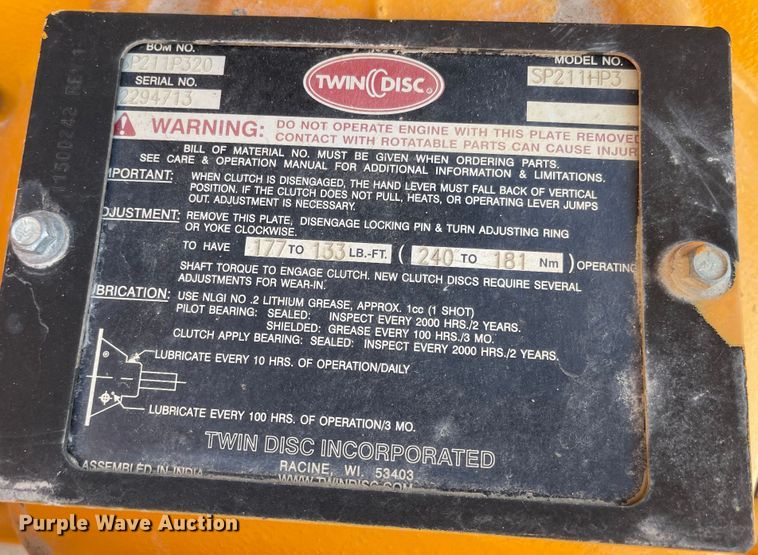 BOM NO.
P211P320
SERIAL NO.
2294713
TWIN DISC
MODEL NO.
SP211HP3
WARNING: DO NOT OPERATE ENGINE WITH THIS PLATE REMOVED
CONTACT WITH ROTATABLE PARTS CAN CAUSE INJUR
BILL OF MATERIAL NO. MUST BE GIVEN WHEN ORDERING PARTS.
SEE CARE & OPERATION MANUAL FOR ADDITIONAL INFORMATION & LIMITATIONS.
MPORTANT: WHEN CLUTCH IS DISENGAGED, THE HAND LEVER MUST FALL BACK OF VERTICAL
POSITION. IF THE CLUTCH DOES NOT PULL, HEATS, OR OPERATING LEVER JUMPS
OUT. ADJUSTMENT IS NECESSARY.
DJUSTMENT: REMOVE THIS PLATE, DISENGAGE LOCKING PIN & TURN ADJUSTING RING
OR YOKE CLOCKWISE.
TO HAVE 177 TO 133 LB.-FT. ( 240 TO 181 Nm ) OPERATING
SHAFT TORQUE TO ENGAGE CLUTCH. NEW CLUTCH DISCS REQUIRE SEVERAL
ADJUSTMENTS FOR WEAR-IN.
UBRICATION: USE NLGI NO .2 LITHIUM GREASE, APPROX. 1cc (1 SHOT)
PILOT BEARING: SEALED: INSPECT EVERY 2000 HRS./2 YEARS.
SHIELDED: GREASE EVERY 100 HRS./3 MO.
CLUTCH APPLY BEARING: SEALED: INSPECT EVERY 2000 HRS./2 YEARS.
LUBRICATE EVERY 10 HRS. OF OPERATION/DAILY
LUBRICATE EVERY 100 HRS. OF OPERATION/3 MO.
TWIN DISC INCORPORATED
ASSEMBLED IN INDIA
RACINE, WI. 53403
WWW.TWINDISC.COM
Purple Wave Auction